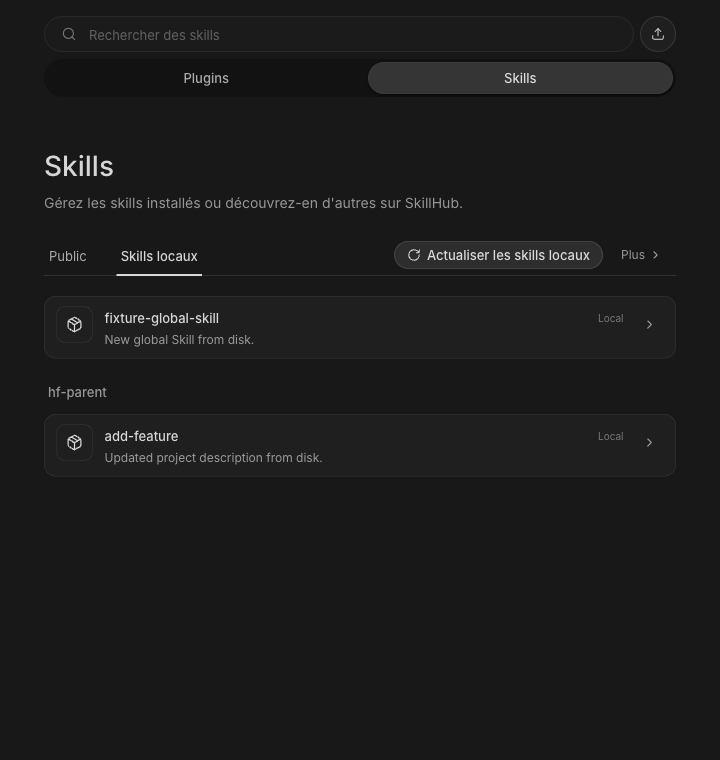 Rechercher des skills
Plugins
Skills
Skills
Gérez les skills installés ou découvrez-en d'autres sur SkillHub.
Public
Skills locaux
Actualiser les skills locaux
Plus
fixture-global-skill
Local
New global Skill from disk.
hf-parent
add-feature
Local
Updated project description from disk.